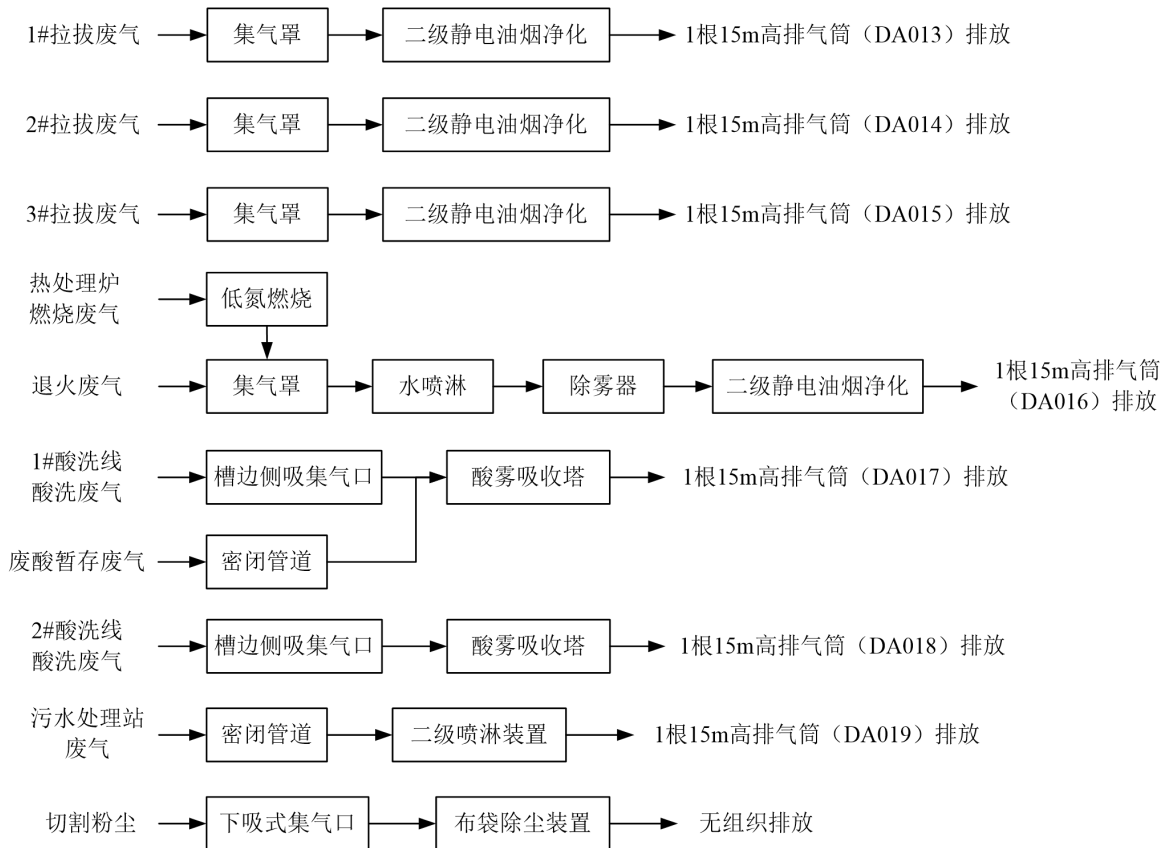 1#拉拔废气
集气罩
二级静电油烟净化
1根15m高排气筒（DA013）排放
2#拉拔废气
集气罩
二级静电油烟净化
1根15m高排气筒（DA014）排放
3#拉拔废气
集气罩
二级静电油烟净化
1根15m高排气筒（DA015）排放
热处理炉
燃烧废气
低氮燃烧
退火废气
集气罩
水喷淋
除雾器
二级静电油烟净化
1根15m高排气筒
（DA016）排放
1#酸洗线
酸洗废气
槽边侧吸集气口
酸雾吸收塔
1根15m高排气筒（DA017）排放
废酸暂存废气
密闭管道
2#酸洗线
酸洗废气
槽边侧吸集气口
酸雾吸收塔
1根15m高排气筒（DA018）排放
污水处理站
废气
密闭管道
二级喷淋装置
1根15m高排气筒（DA019）排放
切割粉尘
下吸式集气口
布袋除尘装置
无组织排放